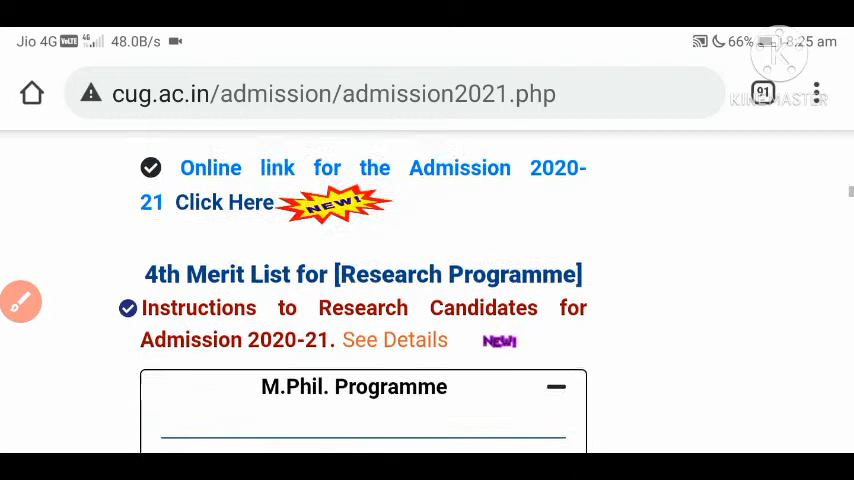 Jio 4G VoLTE 4G 48.0B/s 66% 8:25 am
cug.ac.in/admission/admission2021.php 91
KINEMASTER
Online link for the Admission 2020-
21 Click Here NEW!
4th Merit List for [Research Programme]
Instructions to Research Candidates for
Admission 2020-21. See Details NEW!
M.Phil. Programme